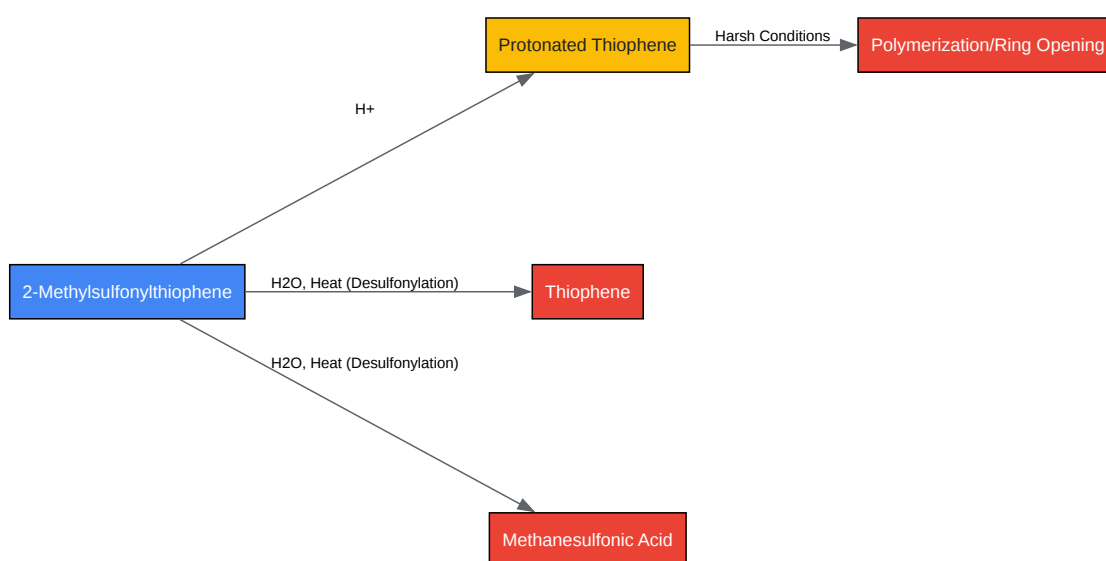 Protonated Thiophene
Harsh Conditions
Polymerization/Ring Opening
H+
2-Methylsulfonylthiophene
H2O, Heat (Desulfonylation)
Thiophene
H2O, Heat (Desulfonylation)
Methanesulfonic Acid